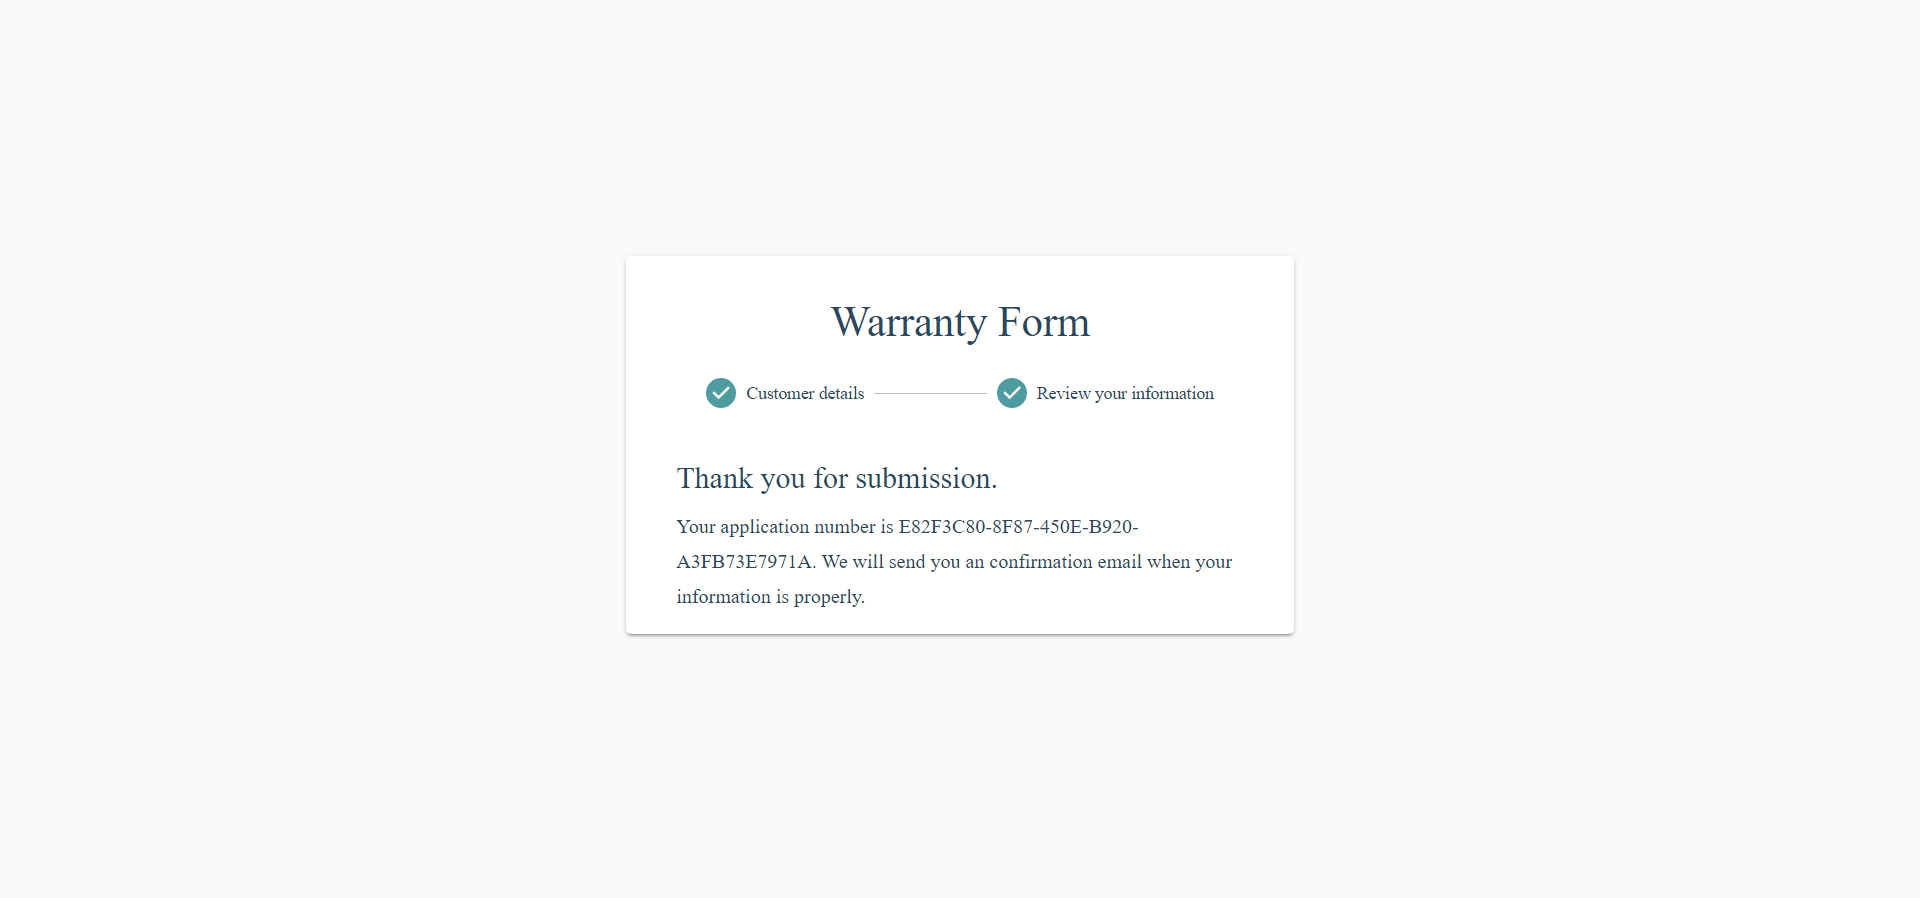 Warranty Form
Customer details
Review your information
Thank you for submission.
Your application number is E82F3C80-8F87-450E-B920-
A3FB73E7971A. We will send you an confirmation email when your
information is properly.